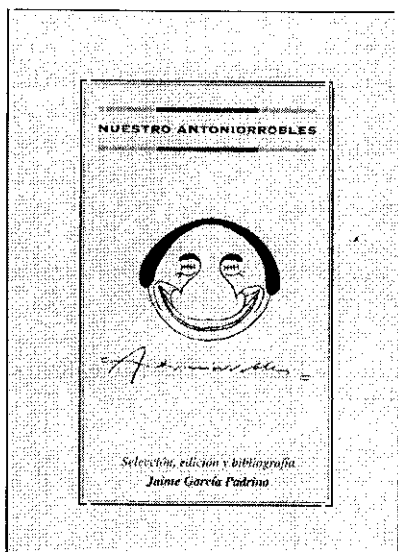 NUESTRO ANTONIORROBLES
Selección, edición y bibliografía
Jaime García Padrino